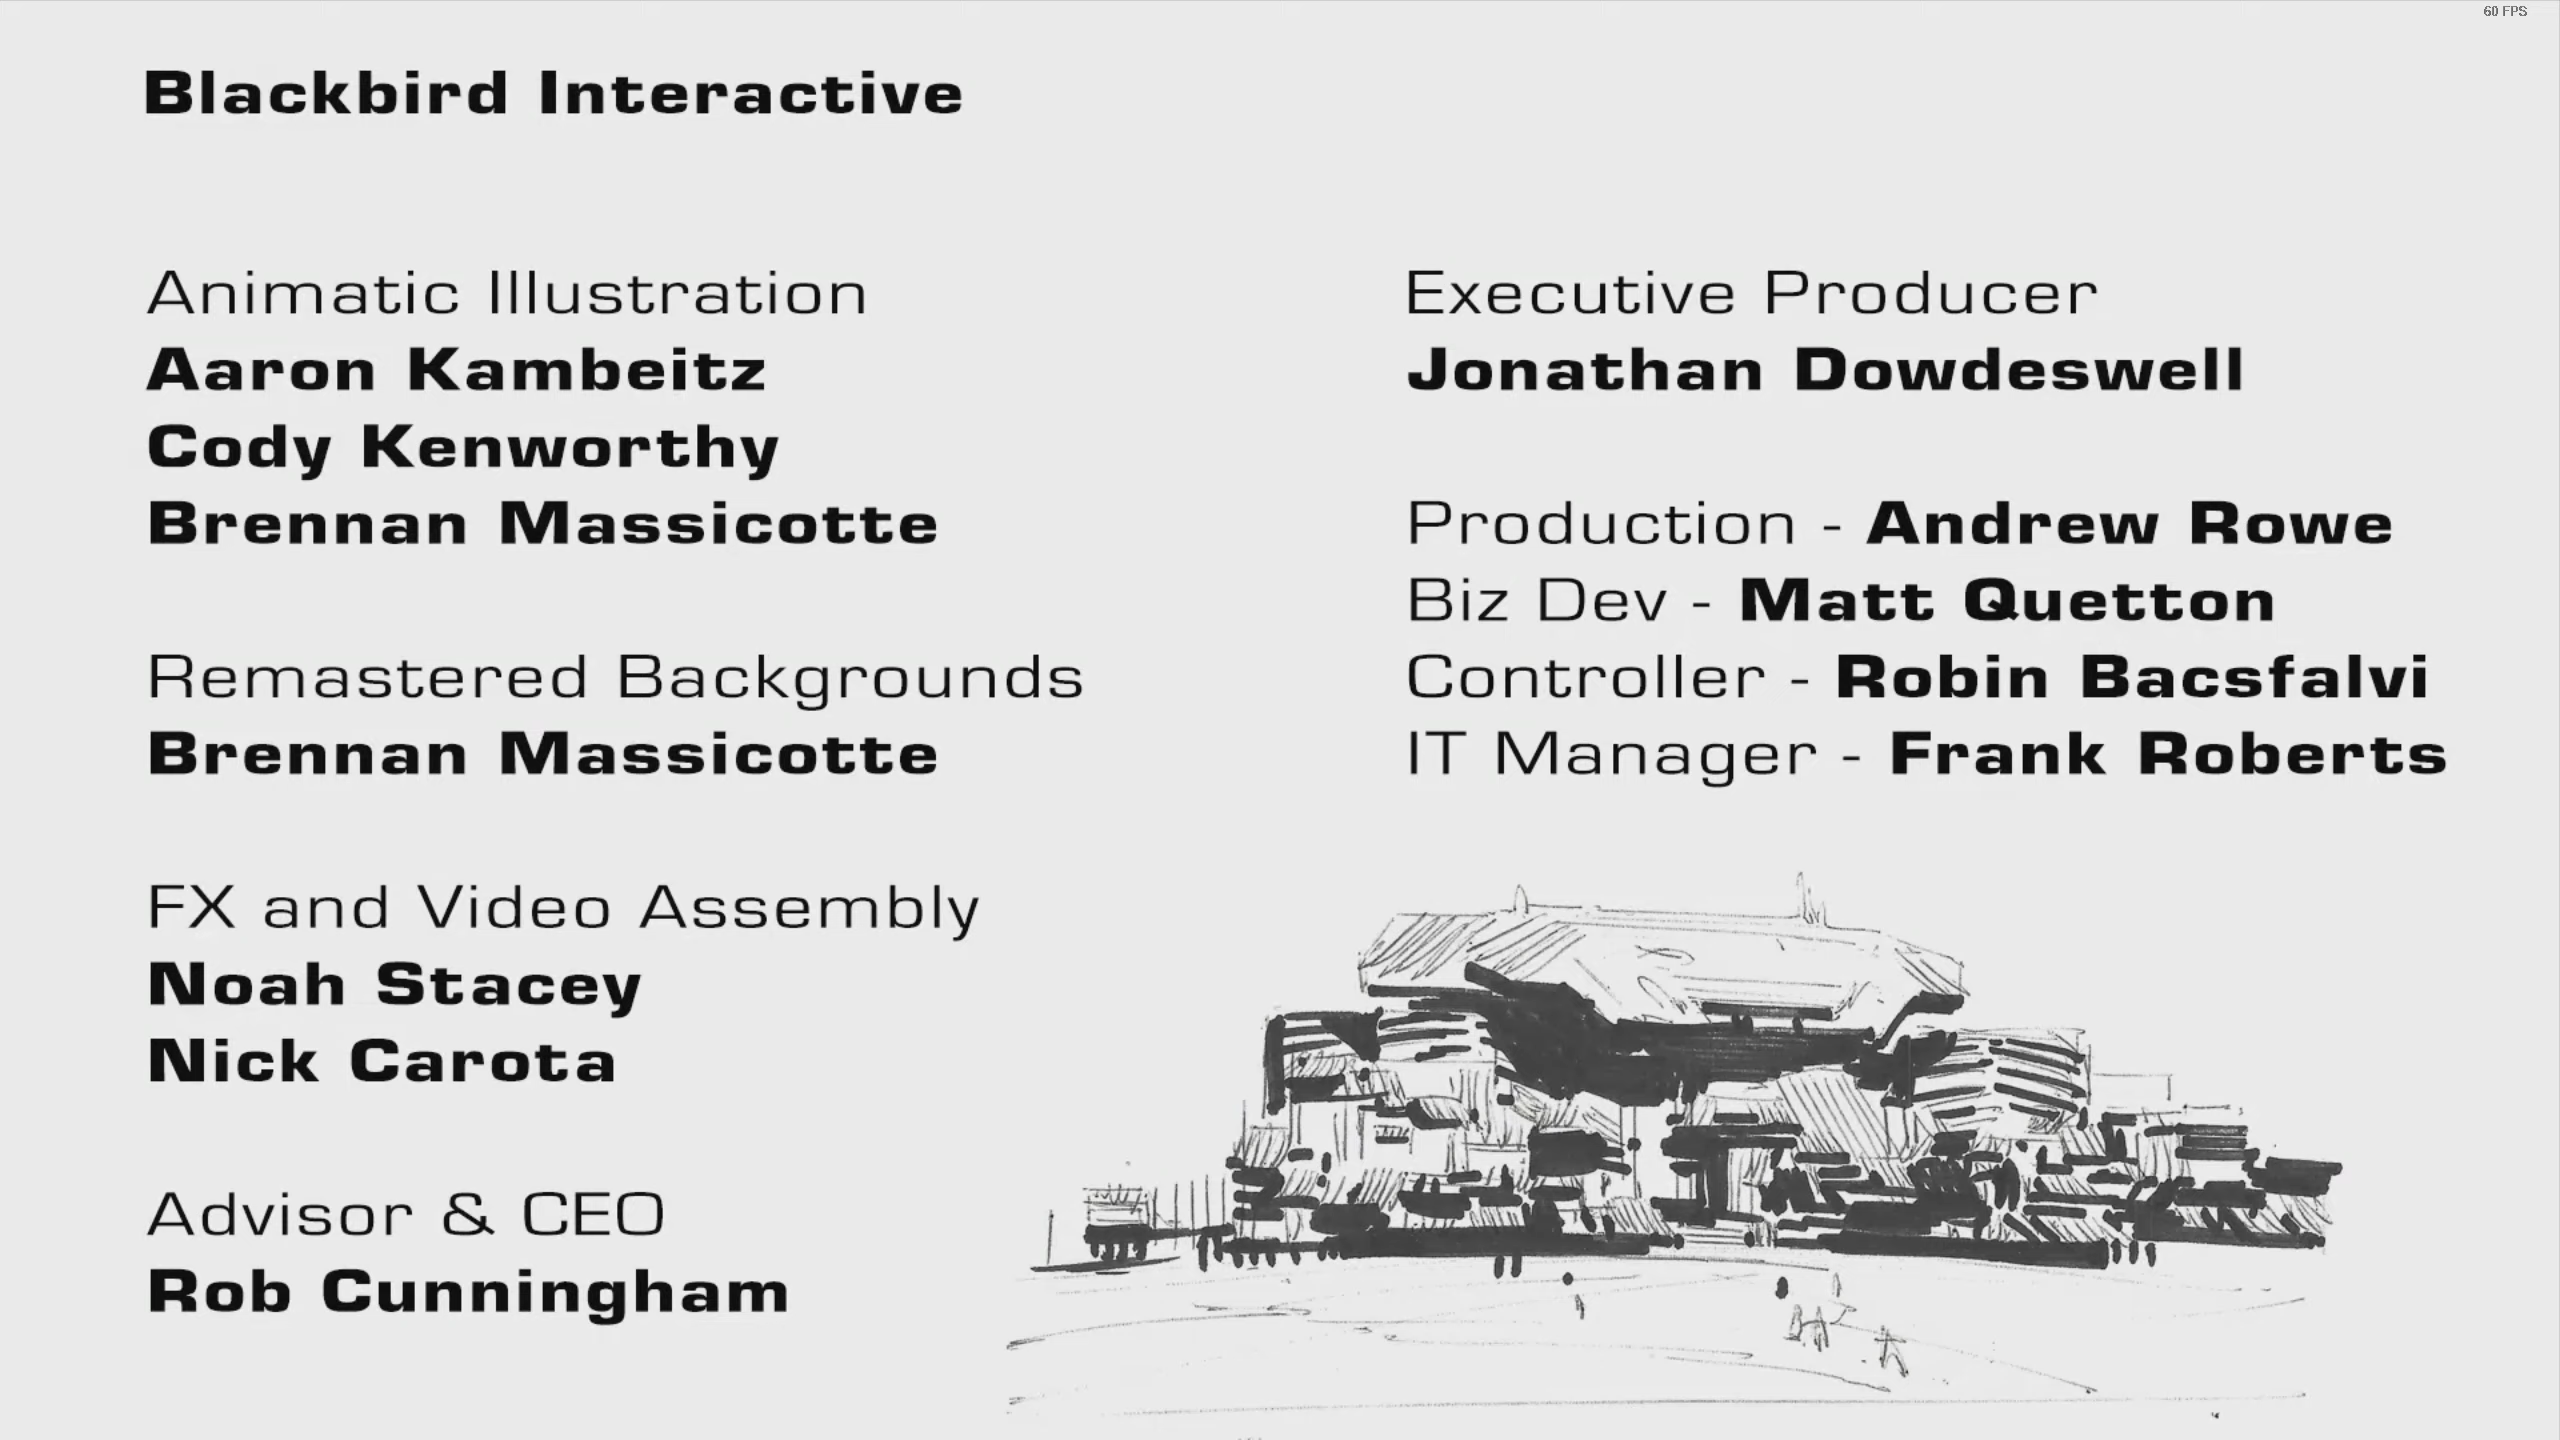 60 FPS
Blackbird Interactive
Animatic Illustration
Aaron Kambeitz
Cody Kenworthy
Brennan Massicotte
Remastered Backgrounds
Brennan Massicotte
FX and Video Assembly
Noah Stacey
Nick Carota
Advisor & CEO
Rob Cunningham
Executive Producer
Jonathan Dowdeswell
Production - Andrew Rowe
Biz Dev - Matt Quetton
Controller - Robin Bacsfalvi
IT Manager - Frank Roberts